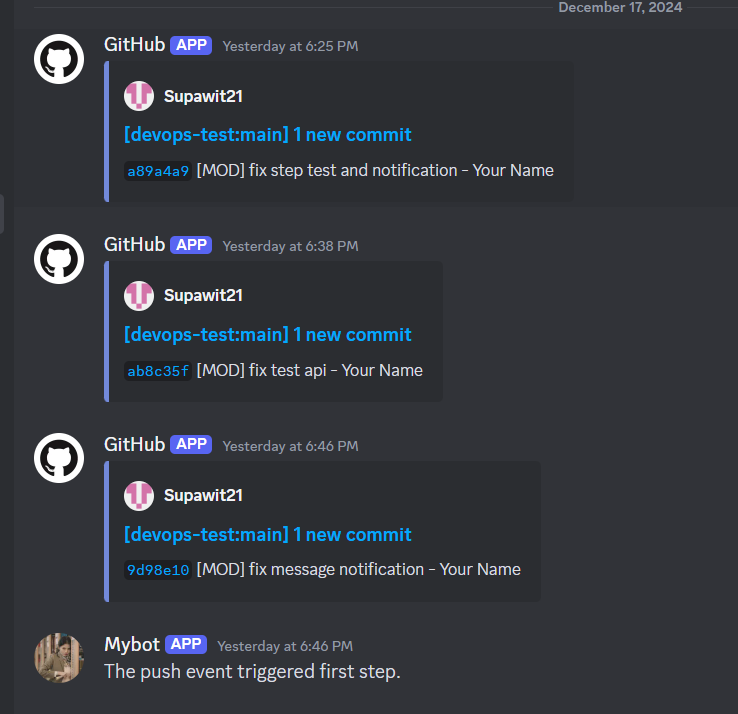 December 17, 2024
GitHub APP Yesterday at 6:25 PM
Supawit21
[devops-test:main] 1 new commit
a89a4a9 [MOD] fix step test and notification - Your Name
GitHub APP Yesterday at 6:38 PM
Supawit21
[devops-test:main] 1 new commit
ab8c35f [MOD] fix test api - Your Name
GitHub APP Yesterday at 6:46 PM
Supawit21
[devops-test:main] 1 new commit
9d98e10 [MOD] fix message notification - Your Name
Mybot APP Yesterday at 6:46 PM
The push event triggered first step.